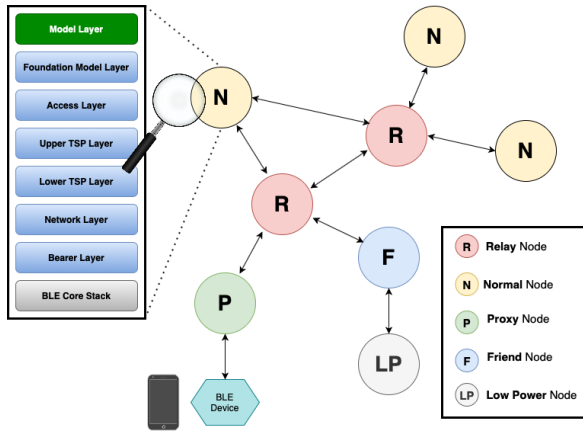 Model Layer
Foundation Model Layer
Access Layer
Upper TSP Layer
Lower TSP Layer
Network Layer
Bearer Layer
BLE Core Stack
N
N
R
N
R
F
P
LP
BLE
Device
R Relay Node
N Normal Node
P Proxy Node
F Friend Node
LP Low Power Node